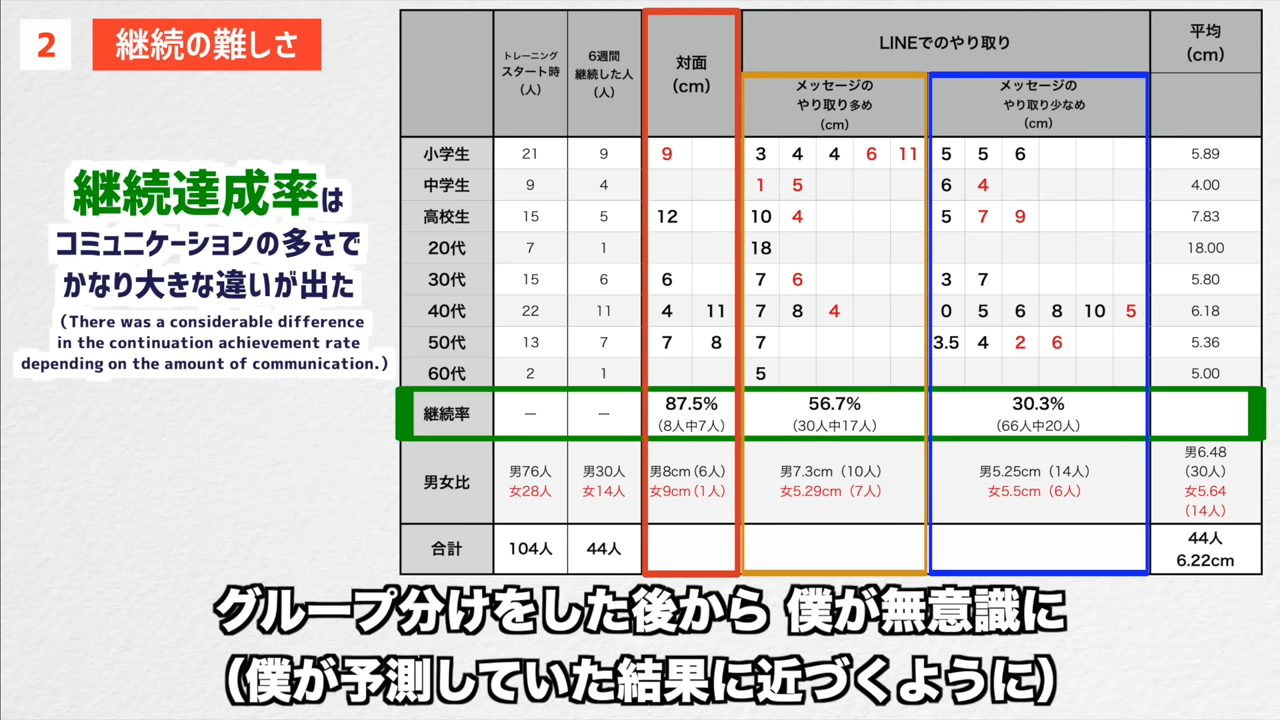 2 継続の難しさ
継続達成率は
コミュニケーションの多さで
かなり大きな違いが出た
（There was a considerable difference
in the continuation achievement rate
depending on the amount of communication.）
トレーニング
スタート時
（人）
6週間
継続した人
（人）
対面
（cm）
LINEでのやり取り
メッセージの
やり取り多め
（cm）
メッセージの
やり取り少なめ
（cm）
平均
（cm）
小学生 21 9 9 3 4 4 6 11 5 5 6 5.89
中学生 9 4 1 5 6 4 4.00
高校生 15 5 12 10 4 5 7 9 7.83
20代 7 1 18 18.00
30代 15 6 6 7 6 3 7 5.80
40代 22 11 4 11 7 8 4 0 5 6 8 10 5 6.18
50代 13 7 7 8 7 3.5 4 2 6 5.36
60代 2 1 5 5.00
継続率 — — 87.5% 56.7% 30.3%
（8人中7人） （30人中17人） （66人中20人）
男女比
男76人 男30人 男8cm（6人） 男7.3cm（10人） 男5.25cm（14人）
女28人 女14人 女9cm（1人） 女5.29cm（7人） 女5.5cm（6人）
男6.48
（30人）
女5.64
（14人）
合計 104人 44人
44人
6.22cm
グループ分けをした後から 僕が無意識に
（僕が予測していた結果に近づくように）